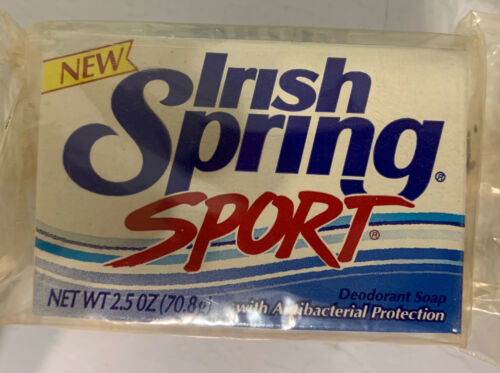 NEW
Irish
Spring®
SPORT®
NET WT 2.5 OZ (70.8g)
Deodorant Soap
with Antibacterial Protection